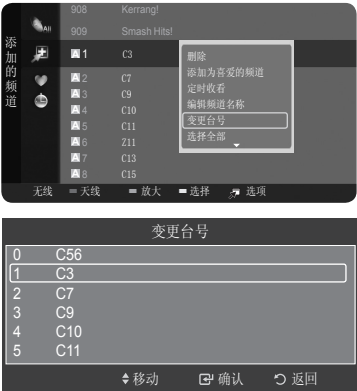 908 Kerrang!
909 Smash Hits!
添加的频道
All
A 1 C3
A 2 C7
A 3 C9
A 4 C10
A 5 C11
A 6 Z11
A 7 C13
A 8 C15
删除
添加为喜爱的频道
定时收看
编辑频道名称
变更台号
选择全部
无线 天线 放大 选择 选项
变更台号
0 C56
1 C3
2 C7
3 C9
4 C10
5 C11
移动 确认 返回